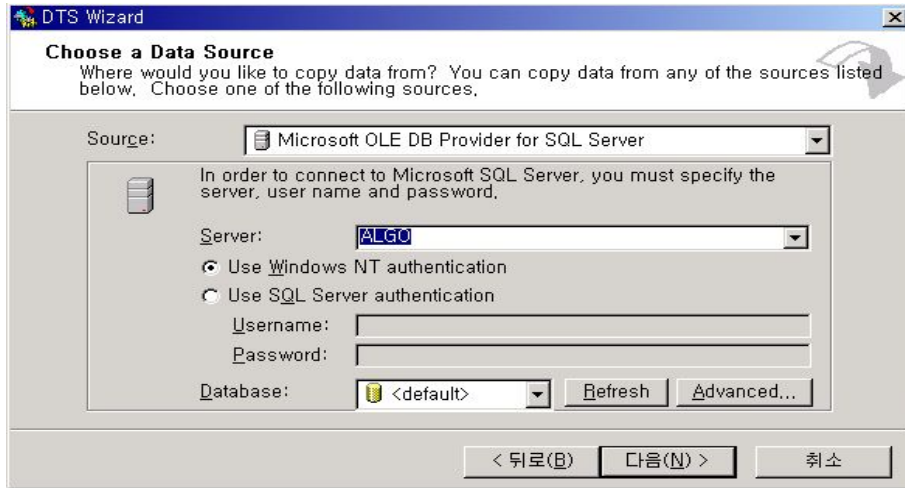 DTS Wizard
Choose a Data Source
Where would you like to copy data from? You can copy data from any of the sources listed
below. Choose one of the following sources.
Source: Microsoft OLE DB Provider for SQL Server
In order to connect to Microsoft SQL Server, you must specify the
server, user name and password.
Server: ALGO
Use Windows NT authentication
Use SQL Server authentication
Username:
Password:
Database: <default> Refresh Advanced...
< 뒤로(B) 다음(N) > 취소